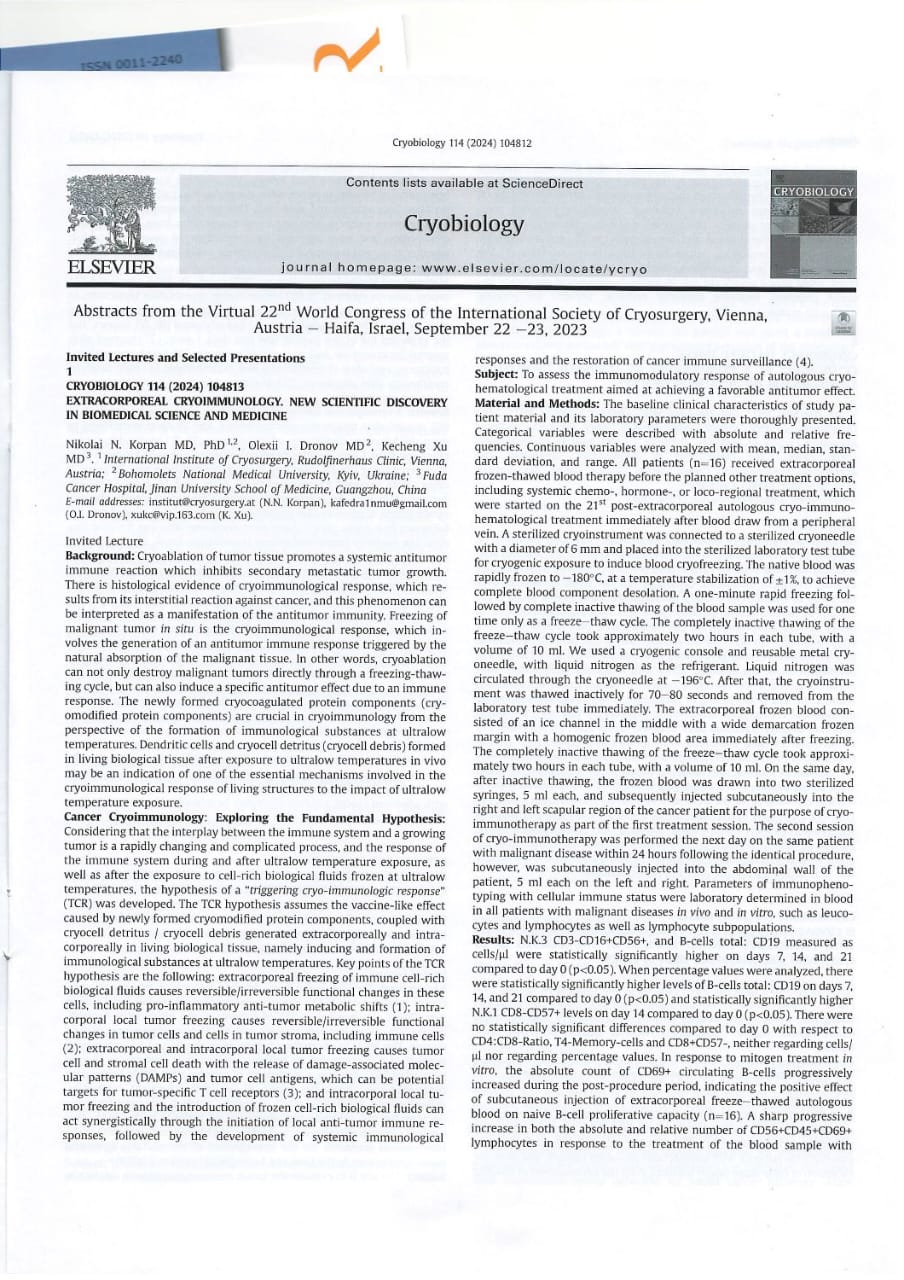 ISSN 0011-2240
Cryobiology 114 (2024) 104812
Contents lists available at ScienceDirect
Cryobiology
journal homepage: www.elsevier.com/locate/ycryo
ELSEVIER
CRYOBIOLOGY
Abstracts from the Virtual 22nd World Congress of the International Society of Cryosurgery, Vienna,
Austria – Haifa, Israel, September 22 –23, 2023
Invited Lectures and Selected Presentations
1
CRYOBIOLOGY 114 (2024) 104813
EXTRACORPOREAL CRYOIMMUNOLOGY. NEW SCIENTIFIC DISCOVERY
IN BIOMEDICAL SCIENCE AND MEDICINE
Nikolai N. Korpan MD, PhD 1,2, Olexii I. Dronov MD 2, Kecheng Xu
MD 3. 1 International Institute of Cryosurgery, Rudolfinerhaus Clinic, Vienna,
Austria; 2 Bohomolets National Medical University, Kyiv, Ukraine; 3 Fuda
Cancer Hospital, Jinan University School of Medicine, Guangzhou, China
E-mail addresses: institut@cryosurgery.at (N.N. Korpan), kafedra1nmu@gmail.com
(O.I. Dronov), xukc@vip.163.com (K. Xu).
Invited Lecture
Background: Cryoablation of tumor tissue promotes a systemic antitumor
immune reaction which inhibits secondary metastatic tumor growth.
There is histological evidence of cryoimmunological response, which re-
sults from its interstitial reaction against cancer, and this phenomenon can
be interpreted as a manifestation of the antitumor immunity. Freezing of
malignant tumor in situ is the cryoimmunological response, which in-
volves the generation of an antitumor immune response triggered by the
natural absorption of the malignant tissue. In other words, cryoablation
can not only destroy malignant tumors directly through a freezing-thaw-
ing cycle, but can also induce a specific antitumor effect due to an immune
response. The newly formed cryocoagulated protein components (cry-
omodified protein components) are crucial in cryoimmunology from the
perspective of the formation of immunological substances at ultralow
temperatures. Dendritic cells and cryocell detritus (cryocell debris) formed
in living biological tissue after exposure to ultralow temperatures in vivo
may be an indication of one of the essential mechanisms involved in the
cryoimmunological response of living structures to the impact of ultralow
temperature exposure.
Cancer Cryoimmunology: Exploring the Fundamental Hypothesis:
Considering that the interplay between the immune system and a growing
tumor is a rapidly changing and complicated process, and the response of
the immune system during and after ultralow temperature exposure, as
well as after the exposure to cell-rich biological fluids frozen at ultralow
temperatures, the hypothesis of a “triggering cryo-immunologic response”
(TCR) was developed. The TCR hypothesis assumes the vaccine-like effect
caused by newly formed cryomodified protein components, coupled with
cryocell detritus / cryocell debris generated extracorporeally and intra-
corporeally in living biological tissue, namely inducing and formation of
immunological substances at ultralow temperatures. Key points of the TCR
hypothesis are the following: extracorporeal freezing of immune cell-rich
biological fluids causes reversible/irreversible functional changes in these
cells, including pro-inflammatory anti-tumor metabolic shifts (1); intra-
corporal local tumor freezing causes reversible/irreversible functional
changes in tumor cells and cells in tumor stroma, including immune cells
(2); extracorporeal and intracorporal local tumor freezing causes tumor
cell and stromal cell death with the release of damage-associated molec-
ular patterns (DAMPs) and tumor cell antigens, which can be potential
targets for tumor-specific T cell receptors (3); and intracorporal local tu-
mor freezing and the introduction of frozen cell-rich biological fluids can
act synergistically through the initiation of local anti-tumor immune re-
sponses, followed by the development of systemic immunological
responses and the restoration of cancer immune surveillance (4).
Subject: To assess the immunomodulatory response of autologous cryo-
hematological treatment aimed at achieving a favorable antitumor effect.
Material and Methods: The baseline clinical characteristics of study pa-
tient material and its laboratory parameters were thoroughly presented.
Categorical variables were described with absolute and relative fre-
quencies. Continuous variables were analyzed with mean, median, stan-
dard deviation, and range. All patients (n=16) received extracorporeal
frozen-thawed blood therapy before the planned other treatment options,
including systemic chemo-, hormone-, or loco-regional treatment, which
were started on the 21st post-extracorporeal autologous cryo-immuno-
hematological treatment immediately after blood draw from a peripheral
vein. A sterilized cryoinstrument was connected to a sterilized cryoneedle
with a diameter of 6 mm and placed into the sterilized laboratory test tube
for cryogenic exposure to induce blood cryofreezing. The native blood was
rapidly frozen to −180°C, at a temperature stabilization of ±1%, to achieve
complete blood component desolation. A one-minute rapid freezing fol-
lowed by complete inactive thawing of the blood sample was used for one
time only as a freeze-thaw cycle. The completely inactive thawing of the
freeze–thaw cycle took approximately two hours in each tube, with a
volume of 10 ml. We used a cryogenic console and reusable metal cry-
oneedle, with liquid nitrogen as the refrigerant. Liquid nitrogen was
circulated through the cryoneedle at −196°C. After that, the cryoinstru-
ment was thawed inactively for 70–80 seconds and removed from the
laboratory test tube immediately. The extracorporeal frozen blood con-
sisted of an ice channel in the middle with a wide demarcation frozen
margin with a homogenic frozen blood area immediately after freezing.
The completely inactive thawing of the freeze-thaw cycle took approxi-
mately two hours in each tube, with a volume of 10 ml. On the same day,
after inactive thawing, the frozen blood was drawn into two sterilized
syringes, 5 ml each, and subsequently injected subcutaneously into the
right and left scapular region of the cancer patient for the purpose of cryo-
immunotherapy as part of the first treatment session. The second session
of cryo-immunotherapy was performed the next day on the same patient
with malignant disease within 24 hours following the identical procedure,
however, was subcutaneously injected into the abdominal wall of the
patient, 5 ml each on the left and right. Parameters of immunopheno-
typing with cellular immune status were laboratory determined in blood
in all patients with malignant diseases in vivo and in vitro, such as leuco-
cytes and lymphocytes as well as lymphocyte subpopulations.
Results: N.K.3 CD3-CD16+CD56+, and B-cells total: CD19 measured as
cells/μl were statistically significantly higher on days 7, 14, and 21
compared to day 0 (p<0.05). When percentage values were analyzed, there
were statistically significantly higher levels of B-cells total: CD19 on days 7,
14, and 21 compared to day 0 (p<0.05) and statistically significantly higher
N.K.1 CD8-CD57+ levels on day 14 compared to day 0 (p<0.05). There were
no statistically significant differences compared to day 0 with respect to
CD4:CD8-Ratio, T4-Memory-cells and CD8+CD57-, neither regarding cells/
μl nor regarding percentage values. In response to mitogen treatment in
vitro, the absolute count of CD69+ circulating B-cells progressively
increased during the post-procedure period, indicating the positive effect
of subcutaneous injection of extracorporeal freeze–thawed autologous
blood on naive B-cell proliferative capacity (n=16). A sharp progressive
increase in both the absolute and relative number of CD56+CD45+CD69+
lymphocytes in response to the treatment of the blood sample with